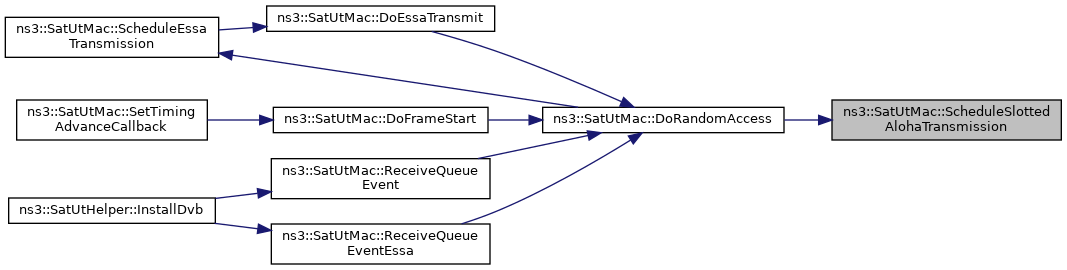 ns3::SatUtMac::ScheduleEssa
Transmission
ns3::SatUtMac::DoEssaTransmit
ns3::SatUtMac::SetTiming
AdvanceCallback
ns3::SatUtMac::DoFrameStart
ns3::SatUtMac::DoRandomAccess
ns3::SatUtMac::ScheduleSlotted
AlohaTransmission
ns3::SatUtMac::ReceiveQueue
Event
ns3::SatUtHelper::InstallDvb
ns3::SatUtMac::ReceiveQueue
EventEssa